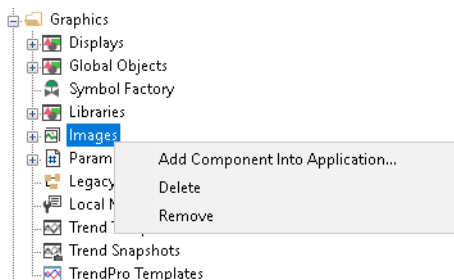 Graphics
Displays
Global Objects
Symbol Factory
Libraries
Images
Param
Add Component Into Application...
Legacy
Delete
Local
Remove
Trend
Trend Snapshots
TrendPro Templates